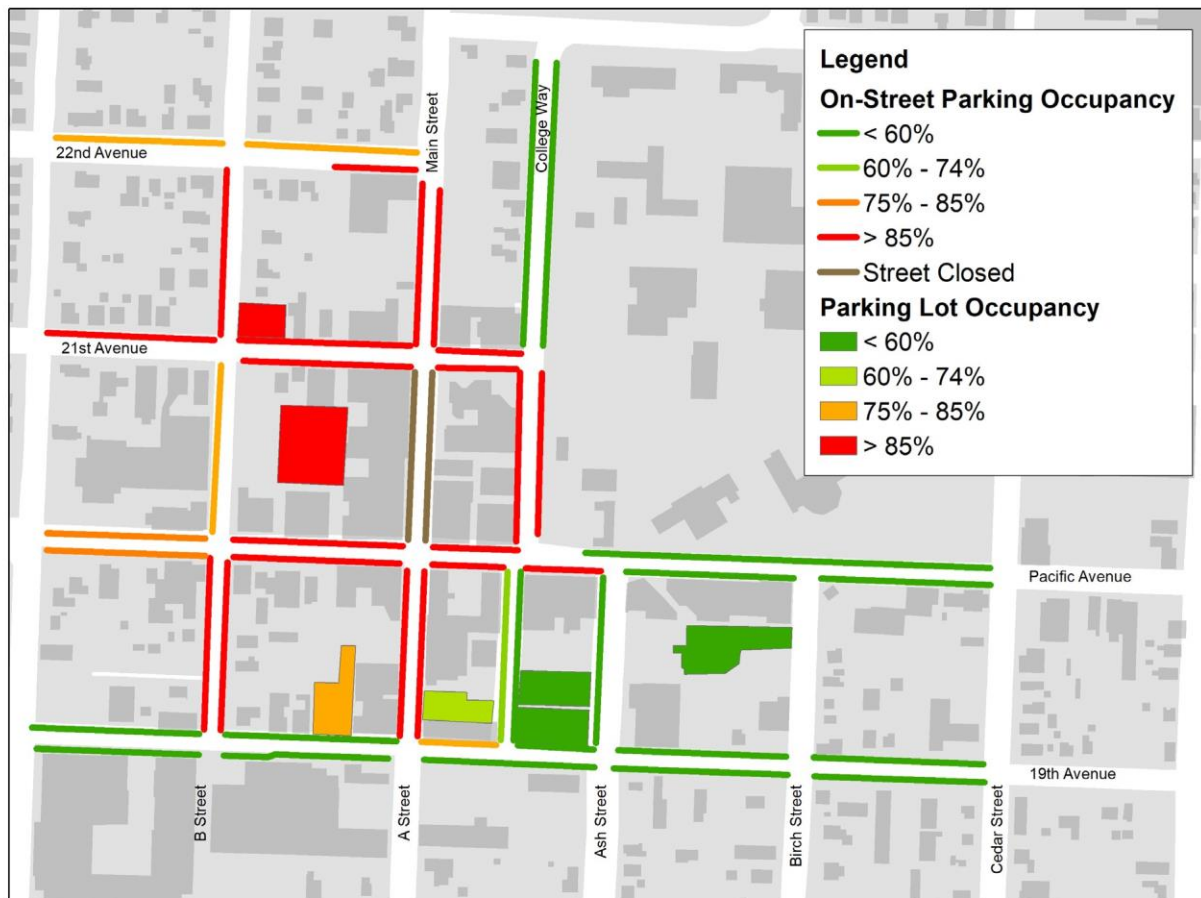 Legend
On-Street Parking Occupancy
< 60%
60% - 74%
75% - 85%
> 85%
Street Closed
Parking Lot Occupancy
< 60%
60% - 74%
75% - 85%
> 85%
Main Street
College Way
22nd Avenue
21st Avenue
Pacific Avenue
19th Avenue
B Street
A Street
Ash Street
Birch Street
Cedar Street